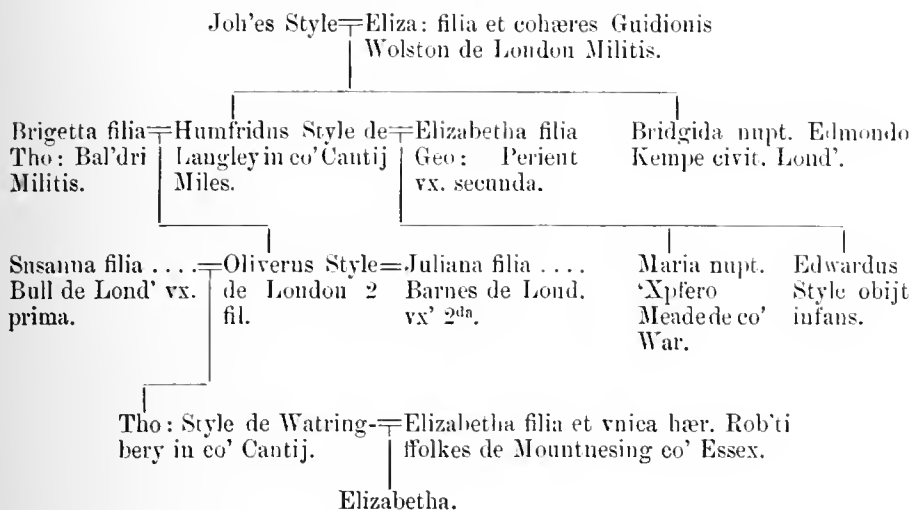 Joh'es Style=Eliza: filia et cohæres Guidionis
Wolston de London Militis.
Brigetta filia=Humfridus Style de=Elizabetha filia Bridgida nupt. Edmondo
Tho: Bal'dri Langley in co' Cantij Geo: Perient Kempe civit. Lond'.
Militis. Miles. vx. secunda.
Susanna filia ....=Oliverus Style=Juliana filia .... Maria nupt. Edwardus
Bull de Lond' vx. de London 2 Barnes de Lond. 'Xpfero Style obijt
prima. fil. vx' 2da. Meade de co' infans.
War.
Tho: Style de Watring-=Elizabetha filia et vnica hær. Rob'ti
bery in co' Cantij. ffolkes de Mountnesing co' Essex.
Elizabetha.